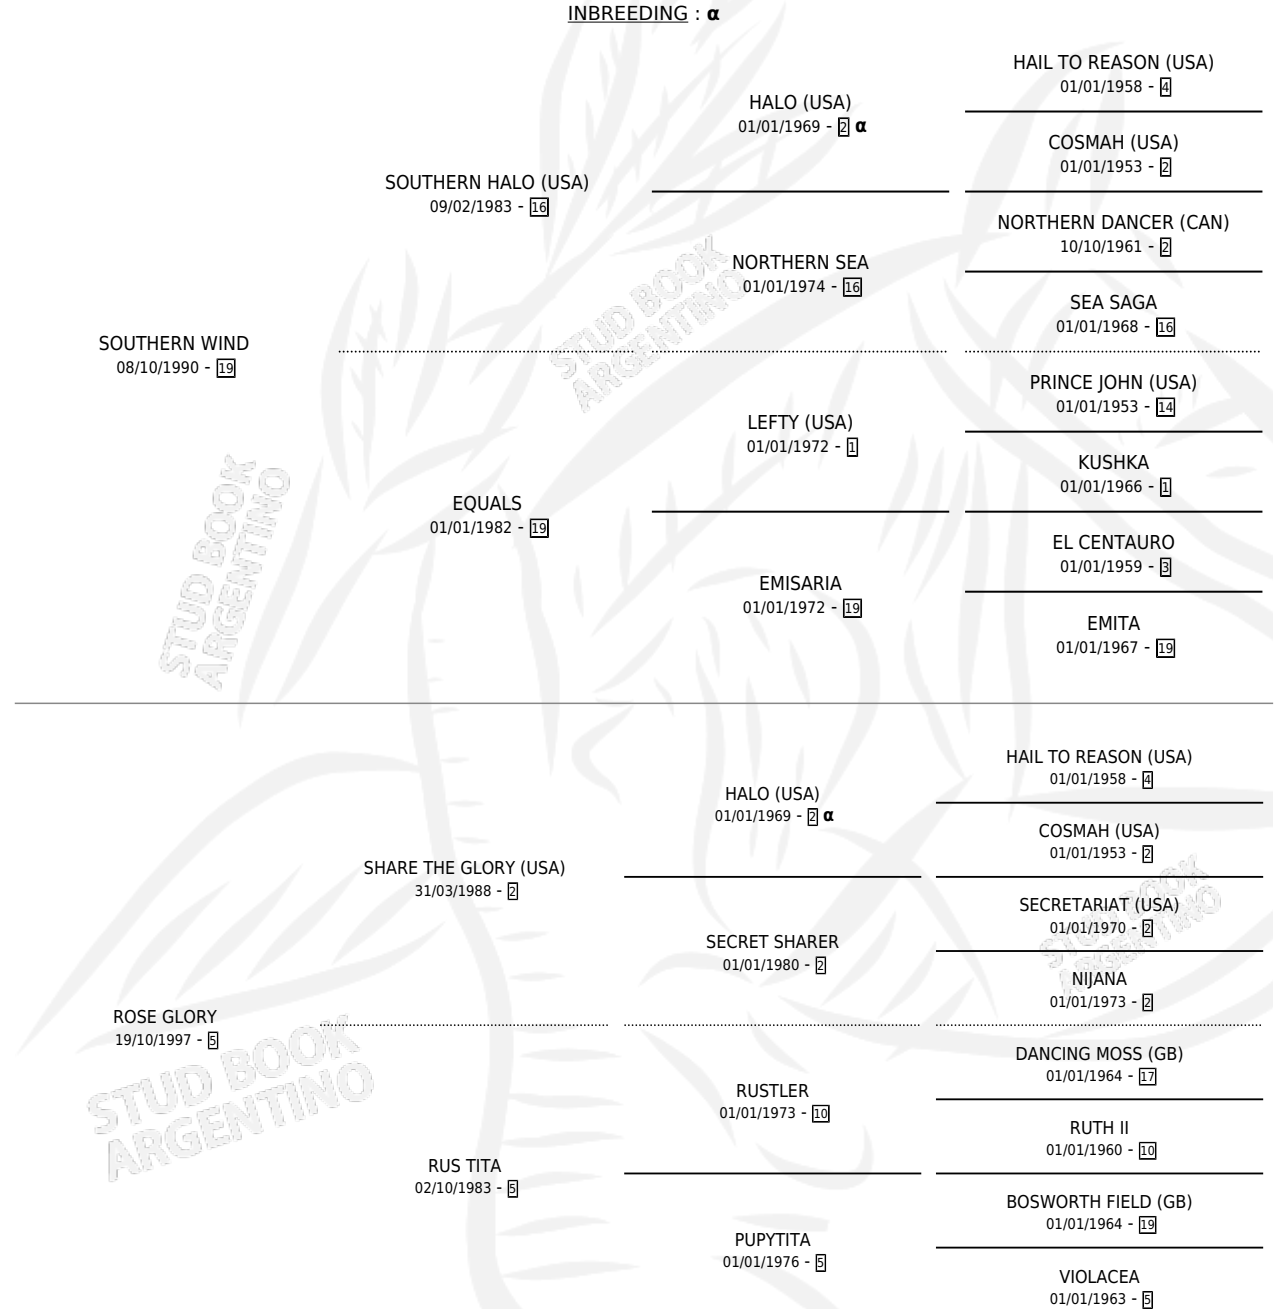 INBREEDING : α
HAIL TO REASON (USA)
01/01/1958 - 4
HALO (USA)
01/01/1969 - 2 α
COSMAH (USA)
01/01/1953 - 2
SOUTHERN HALO (USA)
09/02/1983 - 16
NORTHERN DANCER (CAN)
10/10/1961 - 2
NORTHERN SEA
01/01/1974 - 16
SEA SAGA
01/01/1968 - 16
STUD BOOK
ARGENTINO
SOUTHERN WIND
08/10/1990 - 19
PRINCE JOHN (USA)
01/01/1953 - 14
LEFTY (USA)
01/01/1972 - 1
KUSHKA
01/01/1966 - 1
EQUALS
01/01/1982 - 19
EL CENTAURO
01/01/1959 - 3
EMISARIA
01/01/1972 - 19
EMITA
01/01/1967 - 19
STUD BOOK
ARGENTINO
HAIL TO REASON (USA)
01/01/1958 - 4
HALO (USA)
01/01/1969 - 2 α
COSMAH (USA)
01/01/1953 - 2
SHARE THE GLORY (USA)
31/03/1988 - 2
SECRETARIAT (USA)
01/01/1970 - 2
SECRET SHARER
01/01/1980 - 2
NIJANA
01/01/1973 - 2
STUD BOOK
ARGENTINO
ROSE GLORY
19/10/1997 - 5
DANCING MOSS (GB)
01/01/1964 - 17
RUSTLER
01/01/1973 - 10
RUTH II
01/01/1960 - 10
STUD BOOK
ARGENTINO
RUS TITA
02/10/1983 - 5
BOSWORTH FIELD (GB)
01/01/1964 - 19
PUPYTITA
01/01/1976 - 5
VIOLACEA
01/01/1963 - 5